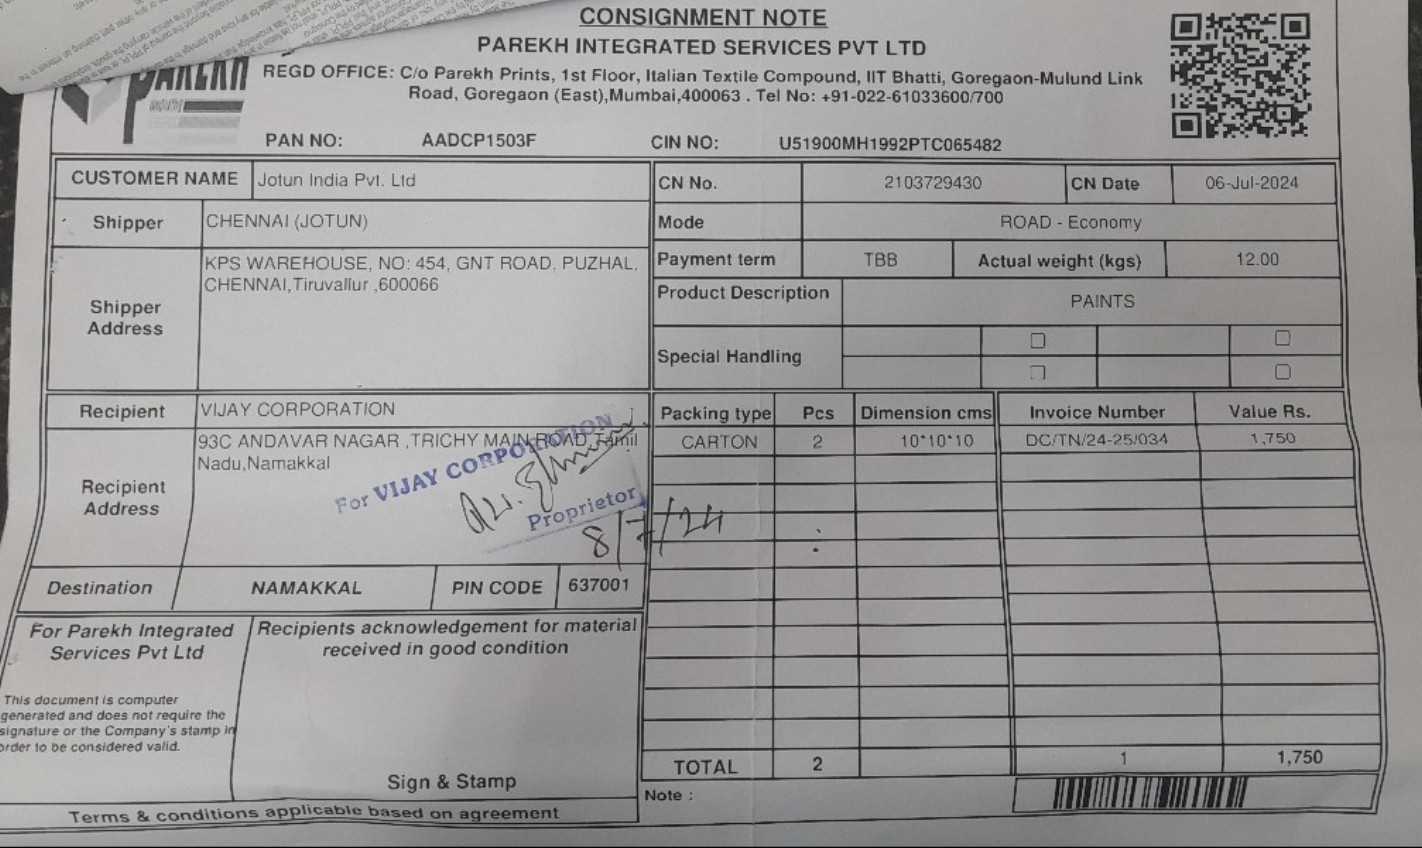 CONSIGNMENT NOTE
PAREKH INTEGRATED SERVICES PVT LTD
PAREKH
REGD OFFICE: C/o Parekh Prints, 1st Floor, Italian Textile Compound, IIT Bhatti, Goregaon-Mulund Link
Road, Goregaon (East),Mumbai,400063 . Tel No: +91-022-61033600/700
PAN NO: AADCP1503F CIN NO: U51900MH1992PTC065482
CUSTOMER NAME Jotun India Pvt. Ltd
CN No. 2103729430 CN Date 06-Jul-2024
Shipper CHENNAI (JOTUN)
Mode ROAD - Economy
Shipper Address
KPS WAREHOUSE, NO: 454, GNT ROAD, PUZHAL,
CHENNAI,Tiruvallur ,600066
Payment term TBB Actual weight (kgs) 12.00
Product Description PAINTS
Special Handling
Recipient VIJAY CORPORATION
Recipient Address
93C ANDAVAR NAGAR ,TRICHY MAIN ROAD,Tamil
Nadu,Namakkal
For VIJAY CORPORATION
Proprietor
8/7/24
Packing type Pcs Dimension cms Invoice Number Value Rs.
CARTON 2 10*10*10 DC/TN/24-25/034 1,750
Destination NAMAKKAL PIN CODE 637001
For Parekh Integrated
Services Pvt Ltd
Recipients acknowledgement for material
received in good condition
This document is computer
generated and does not require the
signature or the Company's stamp in
order to be considered valid.
Sign & Stamp
TOTAL 2 1 1,750
Note :
Terms & conditions applicable based on agreement